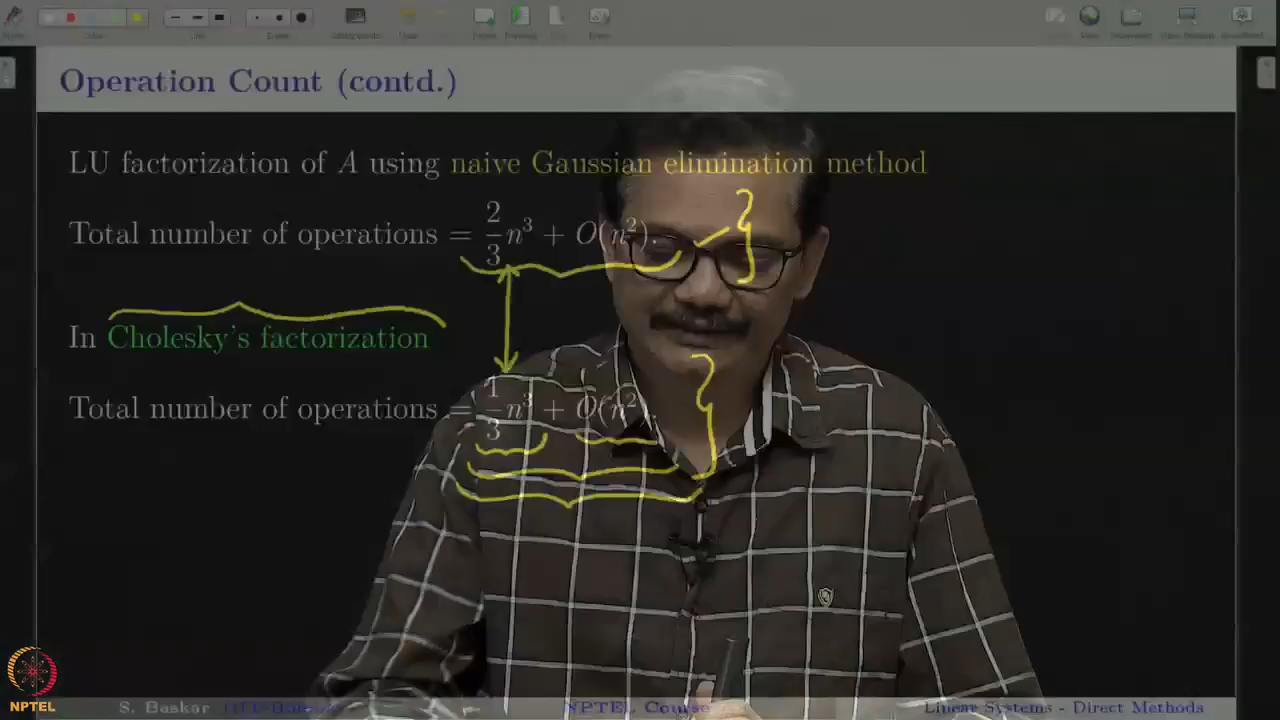 Operation Count (contd.)
LU factorization of A using naive Gaussian elimination method
Total number of operations = 2/3 n³ + O(n²).
In Cholesky's factorization
Total number of operations = 1/3 n³ + O(n²).
NPTEL
S. Baskar (IIT-Bombay) NPTEL Course Linear Systems - Direct Methods